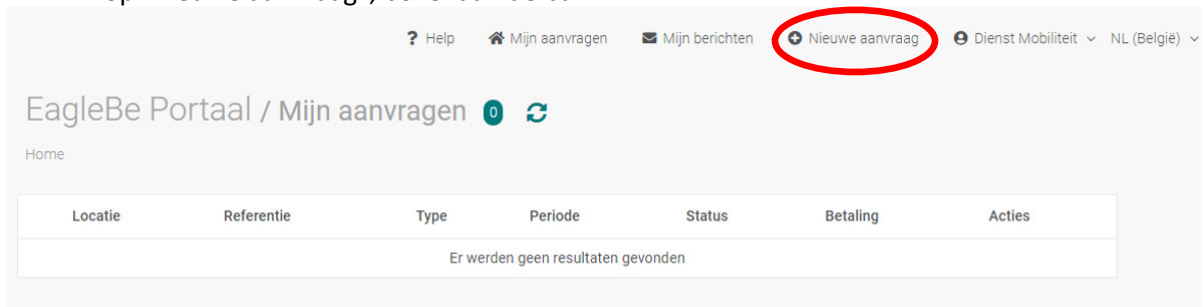 ? Help Mijn aanvragen Mijn berichten Nieuwe aanvraag Dienst Mobiliteit NL (België)
EagleBe Portaal / Mijn aanvragen 0
Home
Locatie Referentie Type Periode Status Betaling Acties
Er werden geen resultaten gevonden